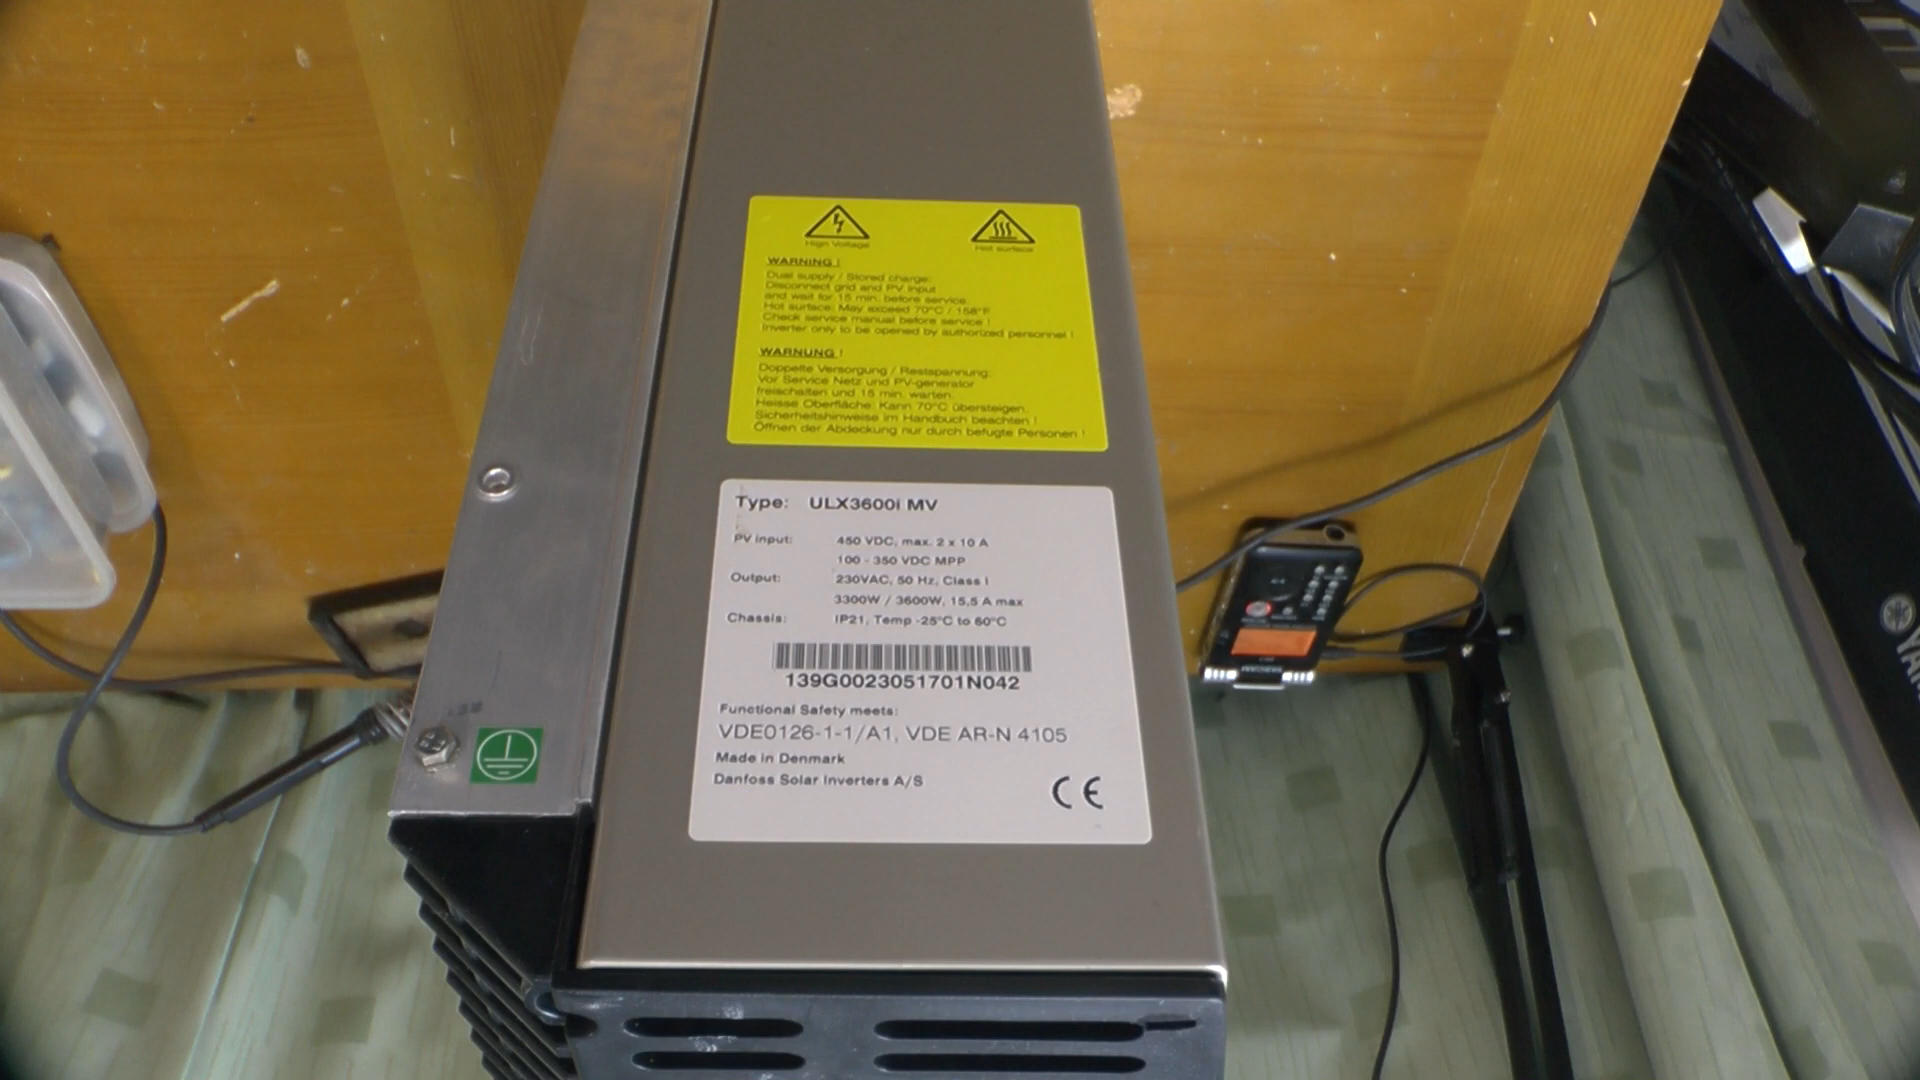 High Voltage
Hot surface
WARNING !
Dual supply / Stored charge:
Disconnect grid and PV input
and wait for 15 min. before service.
Hot surface: May exceed 70°C / 158°F
Check service manual before service !
Inverter only to be opened by authorized personnel !
WARNUNG !
Doppelte Versorgung / Restspannung:
Vor Service Netz und PV-generator
freischalten und 15 min. warten.
Heisse Oberfläche: Kann 70°C übersteigen.
Sicherheitshinweise im Handbuch beachten !
Öffnen der Abdeckung nur durch befugte Personen !
Type: ULX3600i MV
PV input: 450 VDC, max. 2 x 10 A
100 - 350 VDC MPP
Output: 230VAC, 50 Hz, Class I
3300W / 3600W, 15,5 A max
Chassis: IP21, Temp -25°C to 60°C
139G0023051701N042
Functional Safety meets:
VDE0126-1-1/A1, VDE AR-N 4105
Made in Denmark
Danfoss Solar Inverters A/S
CE